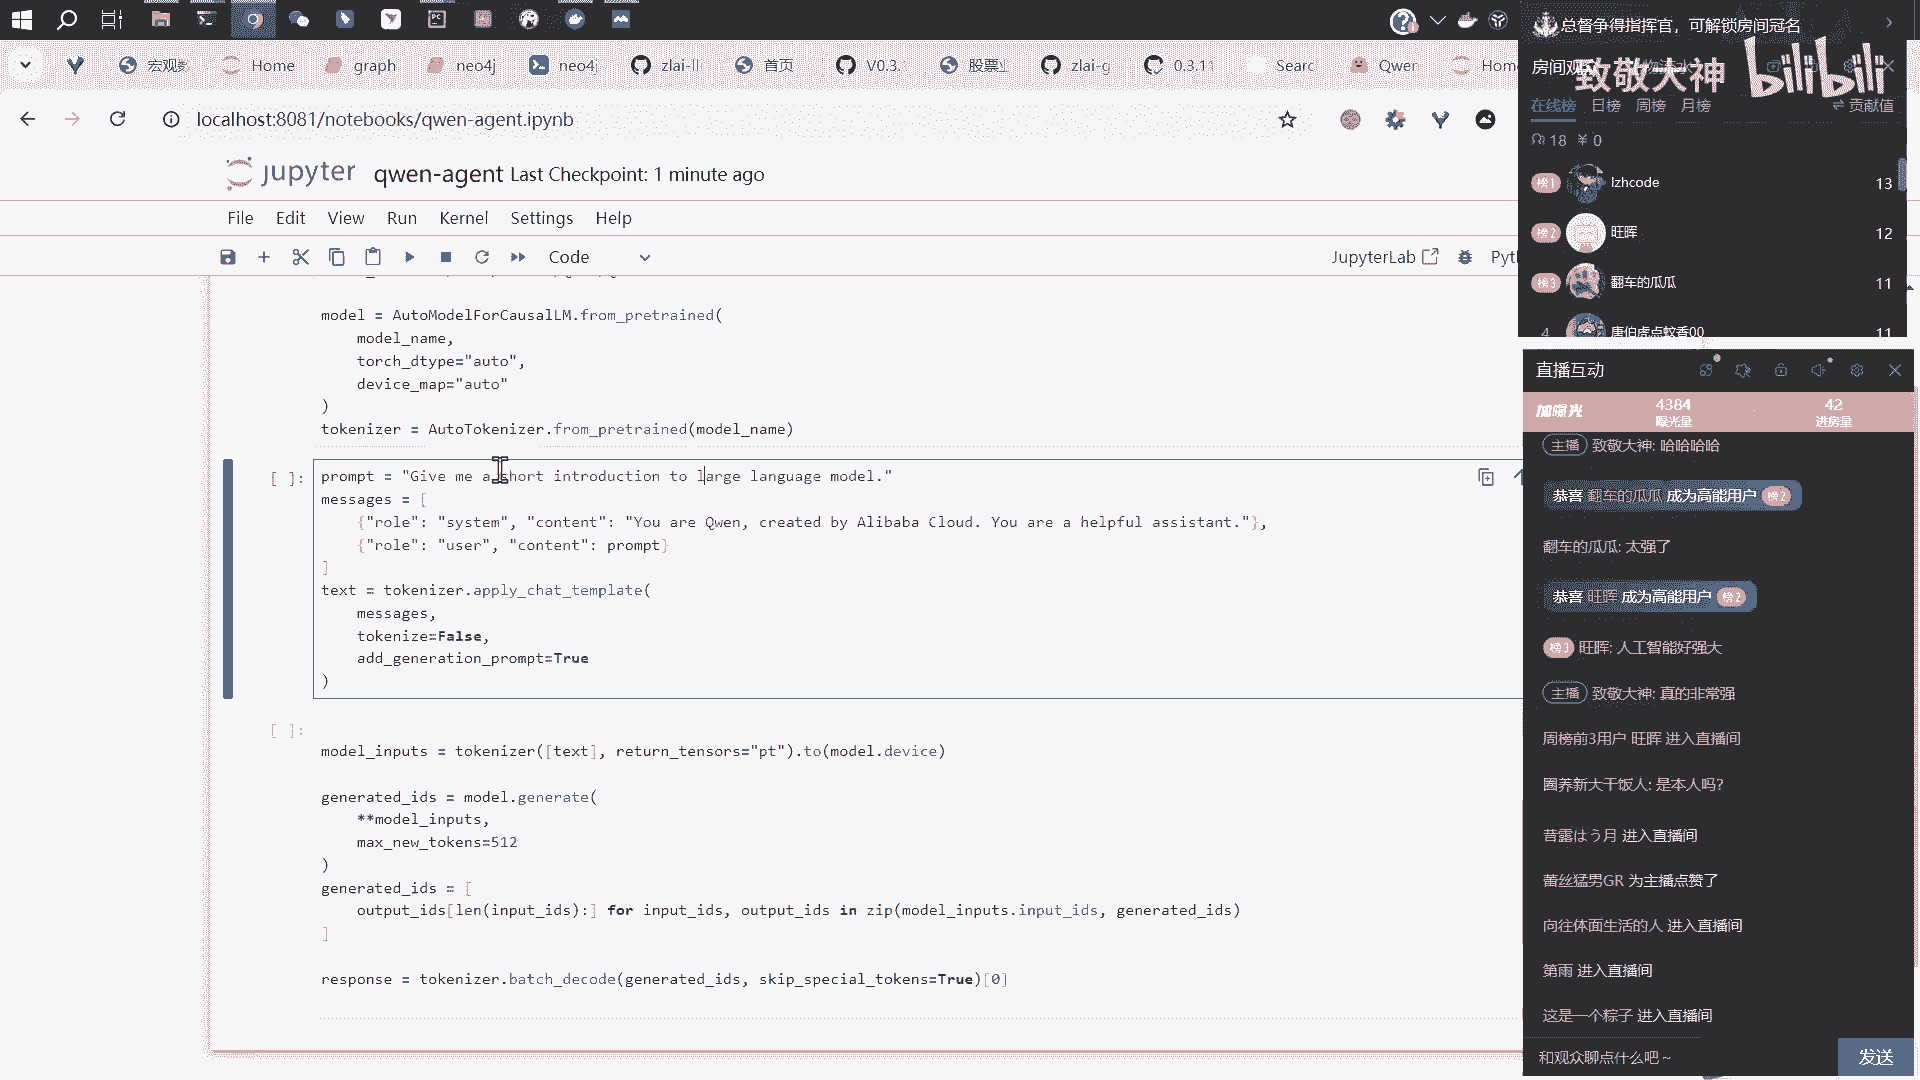 宏观数
Home
graph
neo4j
neo4j
zlai-ll
首页
V0.3.
股票业
zlai-g
0.3.11
Searc
Qwer
Hom
localhost:8081/notebooks/qwen-agent.ipynb
jupyter qwen-agent Last Checkpoint: 1 minute ago
File Edit View Run Kernel Settings Help
Code
JupyterLab
Pyt
model = AutoModelForCausalLM.from_pretrained(
model_name,
torch_dtype="auto",
device_map="auto"
)
tokenizer = AutoTokenizer.from_pretrained(model_name)
[ ]:
prompt = "Give me a short introduction to large language model."
messages = [
{"role": "system", "content": "You are Qwen, created by Alibaba Cloud. You are a helpful assistant."},
{"role": "user", "content": prompt}
]
text = tokenizer.apply_chat_template(
messages,
tokenize=False,
add_generation_prompt=True
)
[ ]:
model_inputs = tokenizer([text], return_tensors="pt").to(model.device)
generated_ids = model.generate(
**model_inputs,
max_new_tokens=512
)
generated_ids = [
output_ids[len(input_ids):] for input_ids, output_ids in zip(model_inputs.input_ids, generated_ids)
]
response = tokenizer.batch_decode(generated_ids, skip_special_tokens=True)[0]
总督争得指挥官，可解锁房间冠名
房间观众
致敬大神 bilibili
在线榜 日榜 周榜 月榜
贡献值
18 ￥ 0
榜1 lzhcode 13
榜2 旺晖 12
榜3 翻车的瓜瓜 11
4 唐伯虎点蚊香00 11
直播互动
加曝光
4384
曝光量
42
进房量
主播 致敬大神: 哈哈哈哈
恭喜 翻车的瓜瓜 成为高能用户 榜2
翻车的瓜瓜: 太强了
恭喜 旺晖 成为高能用户 榜2
榜3 旺晖: 人工智能好强大
主播 致敬大神: 真的非常强
周榜前3用户 旺晖 进入直播间
圈养新大干饭人: 是本人吗?
昔露はう月 进入直播间
蕾丝猛男GR 为主播点赞了
向往体面生活的人 进入直播间
第雨 进入直播间
这是一个粽子 进入直播间
和观众聊点什么吧～
发送